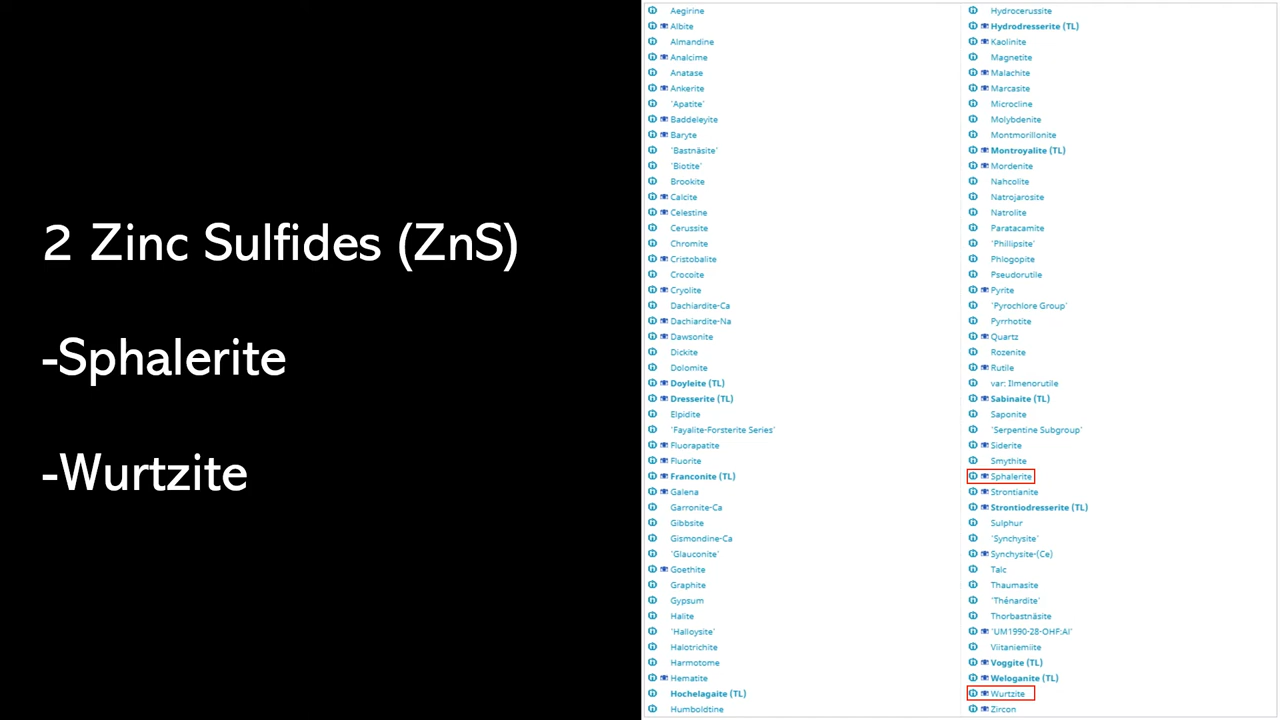 2 Zinc Sulfides (ZnS)
-Sphalerite
-Wurtzite
Aegirine
Albite
Almandine
Analcime
Anatase
Ankerite
'Apatite'
Baddeleyite
Baryte
'Bastnäsite'
'Biotite'
Brookite
Calcite
Celestine
Cerussite
Chromite
Cristobalite
Crocoite
Cryolite
Dachiardite-Ca
Dachiardite-Na
Dawsonite
Dickite
Dolomite
Doyleite (TL)
Dresserite (TL)
Elpidite
'Fayalite-Forsterite Series'
Fluorapatite
Fluorite
Franconite (TL)
Galena
Garronite-Ca
Gibbsite
Gismondine-Ca
'Glauconite'
Goethite
Graphite
Gypsum
Halite
'Halloysite'
Halotrichite
Harmotome
Hematite
Hochelagaite (TL)
Humboldtine
Hydrocerussite
Hydrodresserite (TL)
Kaolinite
Magnetite
Malachite
Marcasite
Microcline
Molybdenite
Montmorillonite
Montroyalite (TL)
Mordenite
Nahcolite
Natrojarosite
Natrolite
Paratacamite
'Phillipsite'
Phlogopite
Pseudorutile
Pyrite
'Pyrochlore Group'
Pyrrhotite
Quartz
Rozenite
Rutile
var: Ilmenorutile
Sabinaite (TL)
Saponite
'Serpentine Subgroup'
Siderite
Smythite
Sphalerite
Strontianite
Strontiodresserite (TL)
Sulphur
'Synchysite'
Synchysite-(Ce)
Talc
Thaumasite
'Thénardite'
Thorbastnäsite
'UM1990-28-OHF:Al'
Viitaniemiite
Voggite (TL)
Weloganite (TL)
Wurtzite
Zircon